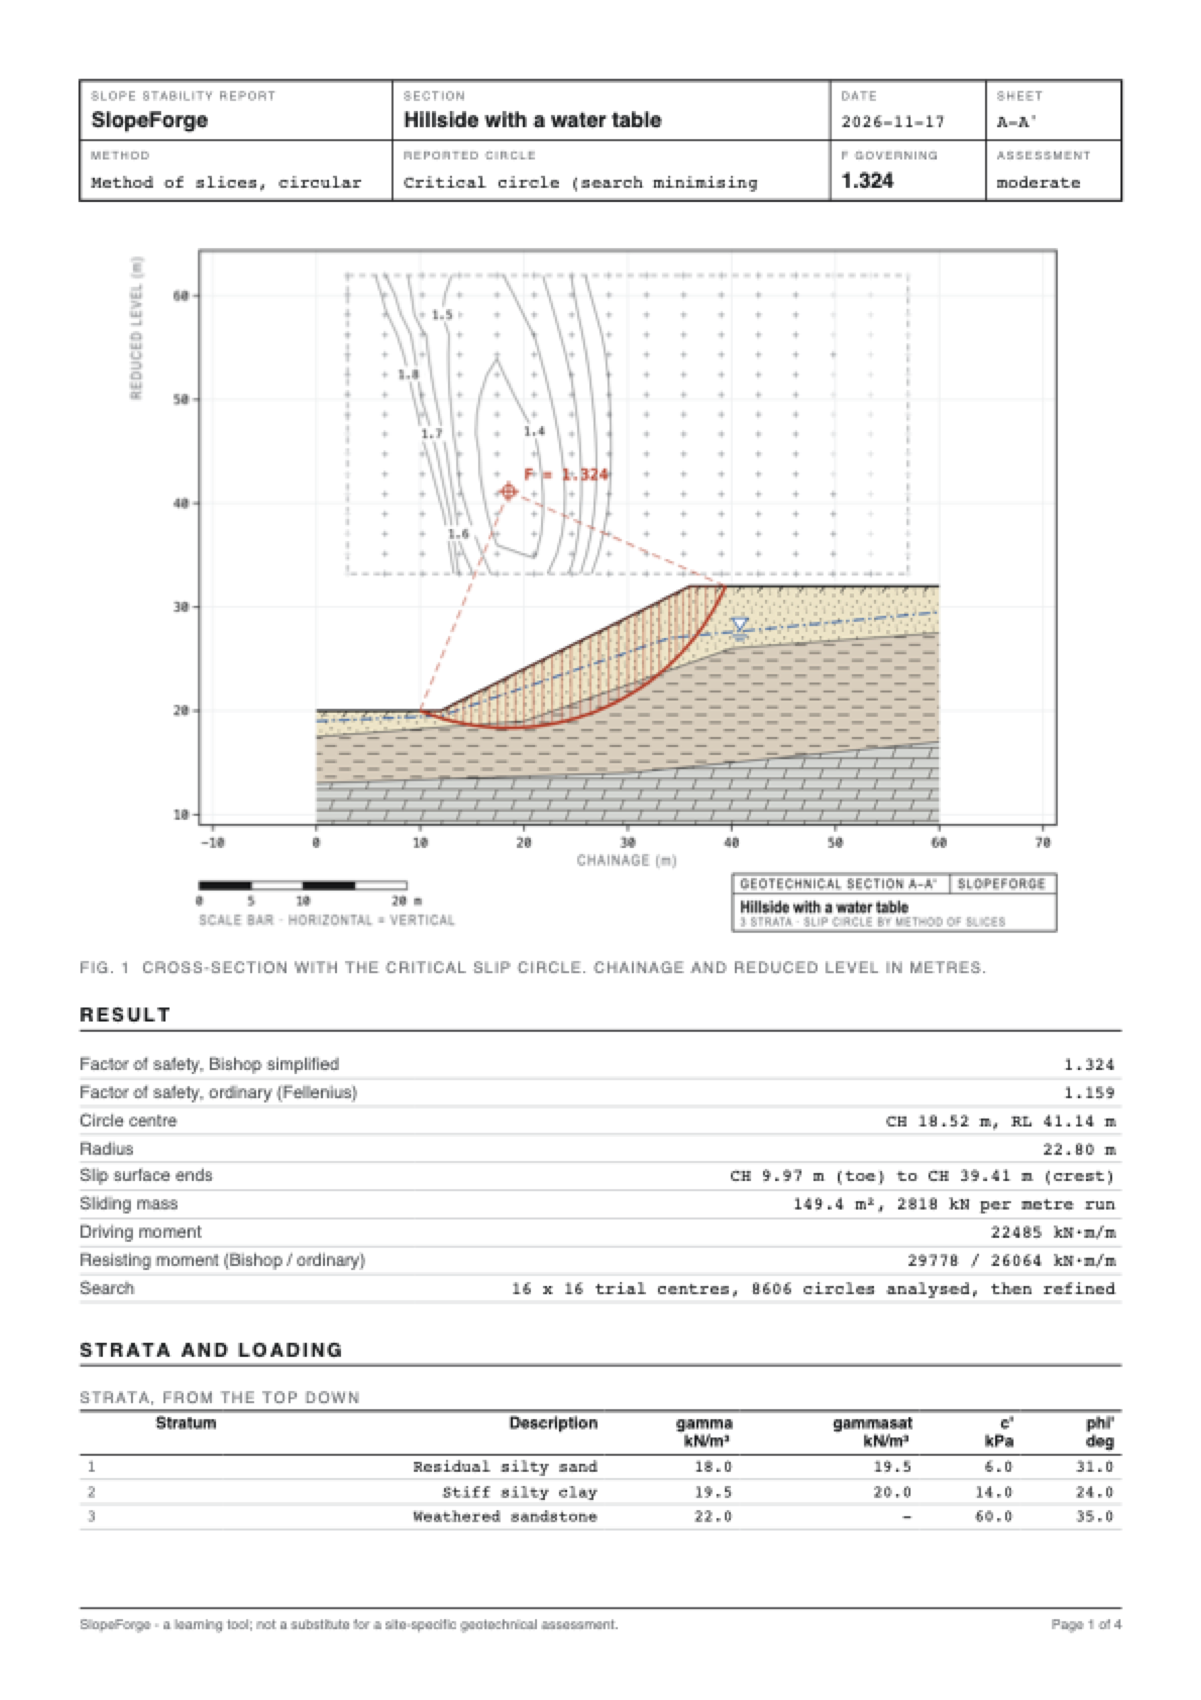 SLOPE STABILITY REPORT
SlopeForge
SECTION
Hillside with a water table
DATE
2026-11-17
SHEET
A-A'
METHOD
Method of slices, circular
REPORTED CIRCLE
Critical circle (search minimising
F GOVERNING
1.324
ASSESSMENT
moderate
REDUCED LEVEL (m)
60
50
40
30
20
10
1.5
1.8
1.7
1.4
1.6
F = 1.324
-10 0 10 20 30 40 50 60 70
CHAINAGE (m)
0 5 10 20 m
SCALE BAR · HORIZONTAL = VERTICAL
GEOTECHNICAL SECTION A-A' SLOPEFORGE
Hillside with a water table
3 STRATA · SLIP CIRCLE BY METHOD OF SLICES
FIG. 1 CROSS-SECTION WITH THE CRITICAL SLIP CIRCLE. CHAINAGE AND REDUCED LEVEL IN METRES.
RESULT
Factor of safety, Bishop simplified 1.324
Factor of safety, ordinary (Fellenius) 1.159
Circle centre CH 18.52 m, RL 41.14 m
Radius 22.80 m
Slip surface ends CH 9.97 m (toe) to CH 39.41 m (crest)
Sliding mass 149.4 m², 2818 kN per metre run
Driving moment 22485 kN·m/m
Resisting moment (Bishop / ordinary) 29778 / 26064 kN·m/m
Search 16 x 16 trial centres, 8606 circles analysed, then refined
STRATA AND LOADING
STRATA, FROM THE TOP DOWN
Stratum Description gamma gammasat c' phi'
kN/m³ kN/m³ kPa deg
1 Residual silty sand 18.0 19.5 6.0 31.0
2 Stiff silty clay 19.5 20.0 14.0 24.0
3 Weathered sandstone 22.0 – 60.0 35.0
SlopeForge - a learning tool; not a substitute for a site-specific geotechnical assessment. Page 1 of 4